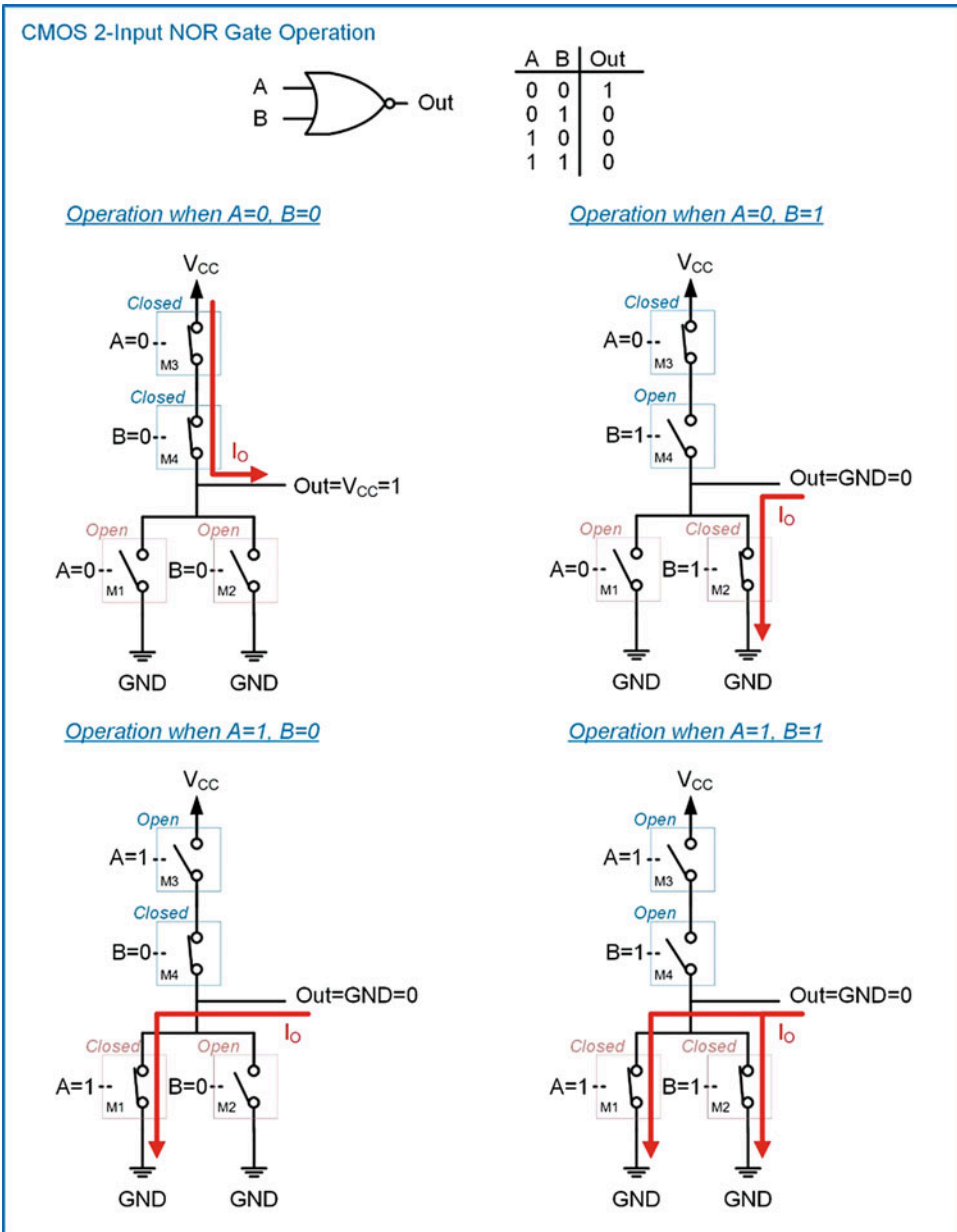 CMOS 2-Input NOR Gate Operation
A
B
Out
A B Out
0 0 1
0 1 0
1 0 0
1 1 0
Operation when A=0, B=0
VCC
Closed
A=0
M3
Closed
B=0
M4
IO
Out=VCC=1
Open
Open
A=0
M1
B=0
M2
GND
GND
Operation when A=0, B=1
VCC
Closed
A=0
M3
Open
B=1
M4
Out=GND=0
IO
Open
Closed
A=0
M1
B=1
M2
GND
GND
Operation when A=1, B=0
VCC
Open
A=1
M3
Closed
B=0
M4
Out=GND=0
IO
Closed
Open
A=1
M1
B=0
M2
GND
GND
Operation when A=1, B=1
VCC
Open
A=1
M3
Open
B=1
M4
Out=GND=0
IO
Closed
Closed
A=1
M1
B=1
M2
GND
GND